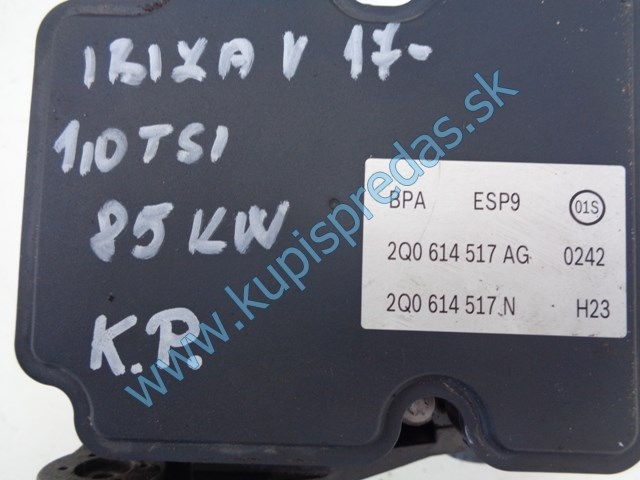 IBIZA V 17-
1,0 TSI
85 KW
K.P.
BPA ESP9 01S
2Q0 614 517 AG 0242
2Q0 614 517 N H23
www.kupispredas.sk